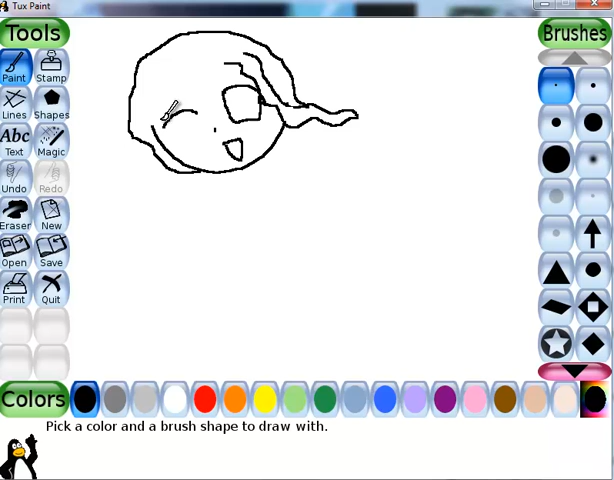 Tux Paint
Tools
Brushes
Paint
Stamp
Lines
Shapes
Abc
Text
Magic
Undo
Redo
Eraser
New
Open
Save
Print
Quit
Colors
Pick a color and a brush shape to draw with.